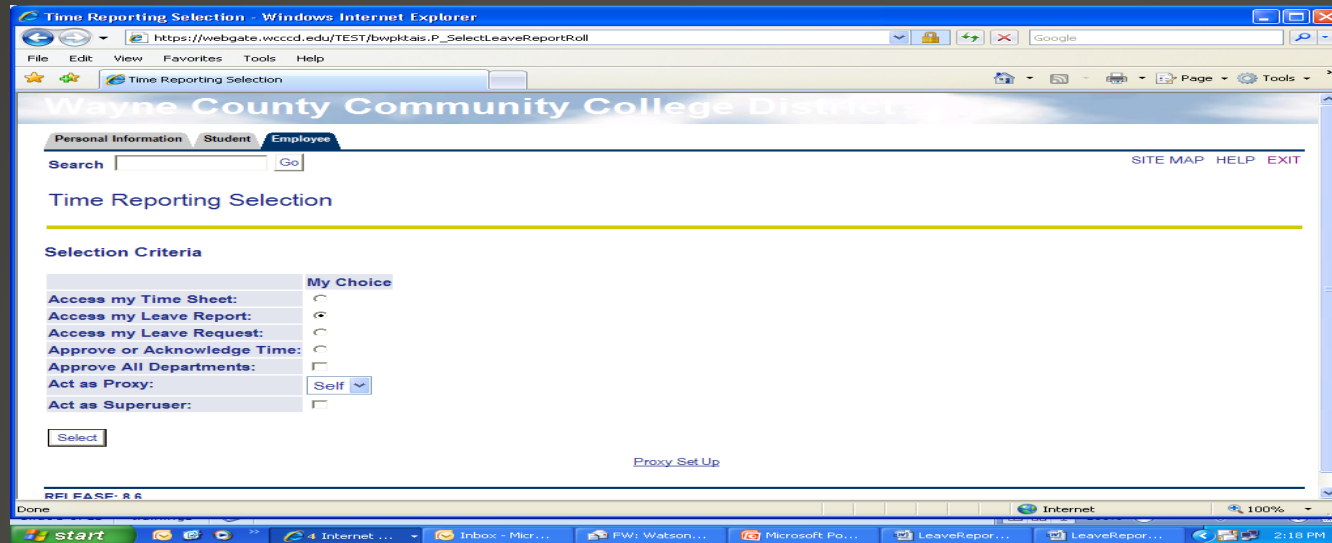 Time Reporting Selection - Windows Internet Explorer
https://webgate.wcccd.edu/TEST/bwpktais.P_SelectLeaveReportRoll
Google
File Edit View Favorites Tools Help
Time Reporting Selection
Page Tools
Wayne County Community College District
Personal Information Student Employee
Search Go
SITE MAP HELP EXIT
Time Reporting Selection
Selection Criteria
My Choice
Access my Time Sheet:
Access my Leave Report:
Access my Leave Request:
Approve or Acknowledge Time:
Approve All Departments:
Act as Proxy: Self
Act as Superuser:
Select
Proxy Set Up
RELEASE: 8.6
Done Internet 100%
start 4 Internet ... Inbox - Micr... FW: Watson... Microsoft Po... LeaveRepor... LeaveRepor... 2:18 PM